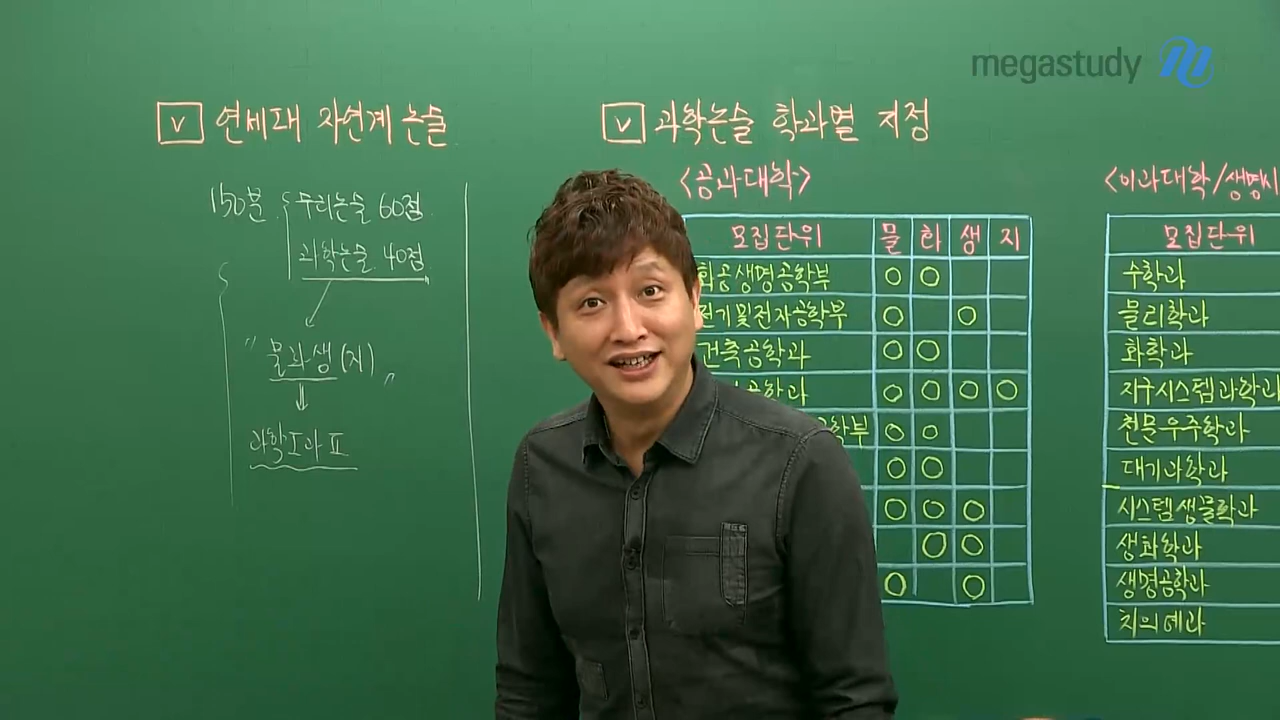 megastudy
v 연세대 자연계 논술
150분 수리논술 60점
과학논술 40점
"물화생(지)"
과학I과 II
v 과학논술 학과별 지정
<공과대학>
모집단위 물 화 생 지
화공생명공학부 ○ ○
전기및전자공학부 ○ ○
건축공학과 ○ ○
공학과 ○ ○ ○ ○
공학부 ○ ○
○ ○
○ ○ ○
○ ○
○ ○
<이과대학/생명시
모집단위
수학과
물리학과
화학과
지구시스템과학과
천문우주학과
대기과학과
시스템생물학과
생화학과
생명공학과
치의예과